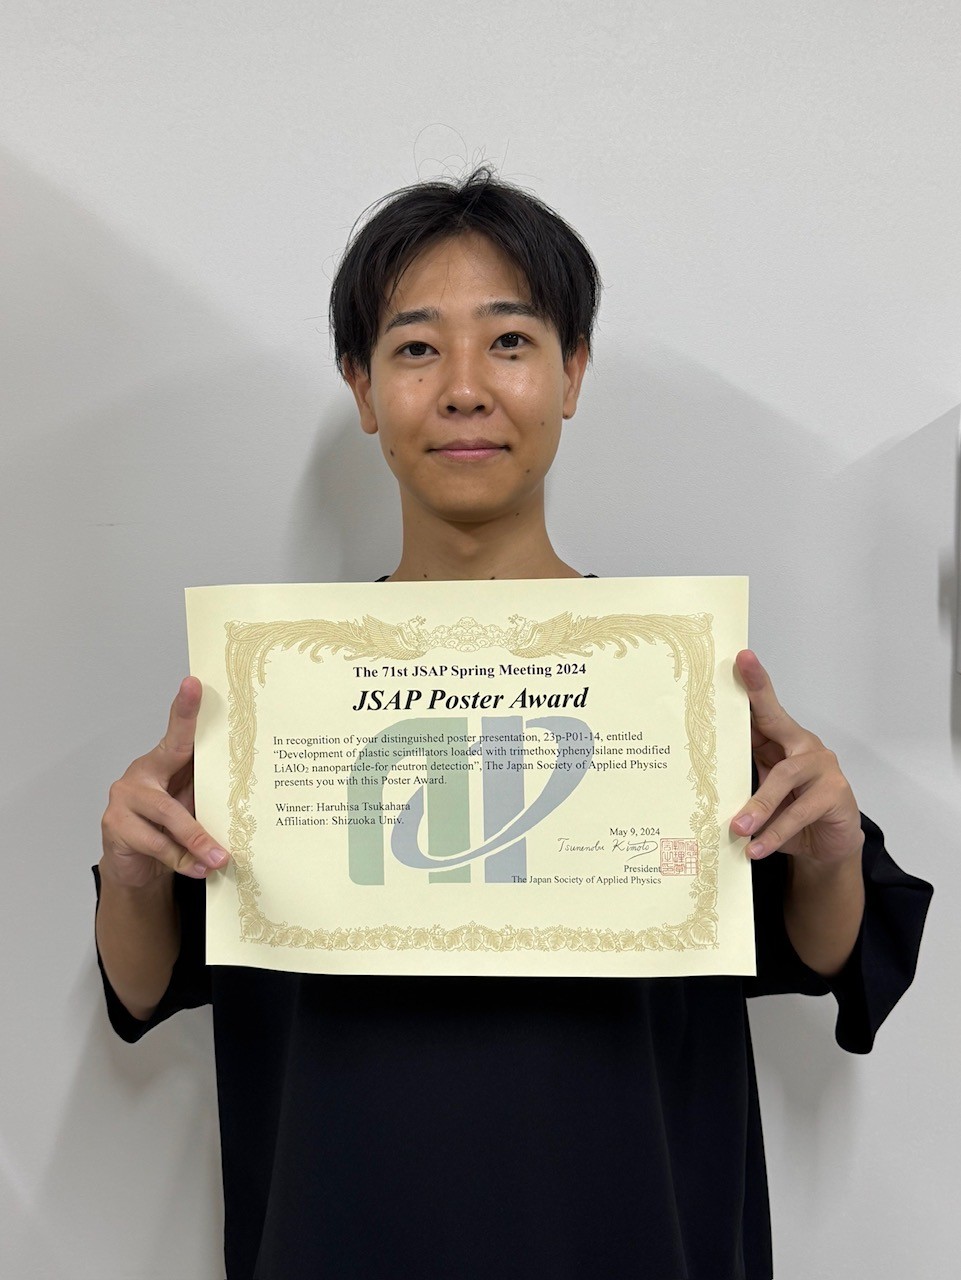 The 71st JSAP Spring Meeting 2024
JSAP Poster Award
In recognition of your distinguished poster presentation, 23p-P01-14, entitled
“Development of plastic scintillators loaded with trimethoxyphenylsilane modified
LiAlO₂ nanoparticle-for neutron detection”, The Japan Society of Applied Physics
presents you with this Poster Award.
Winner: Haruhisa Tsukahara
Affiliation: Shizuoka Univ.
May 9, 2024
Tsunenobu Kimoto
President
The Japan Society of Applied Physics